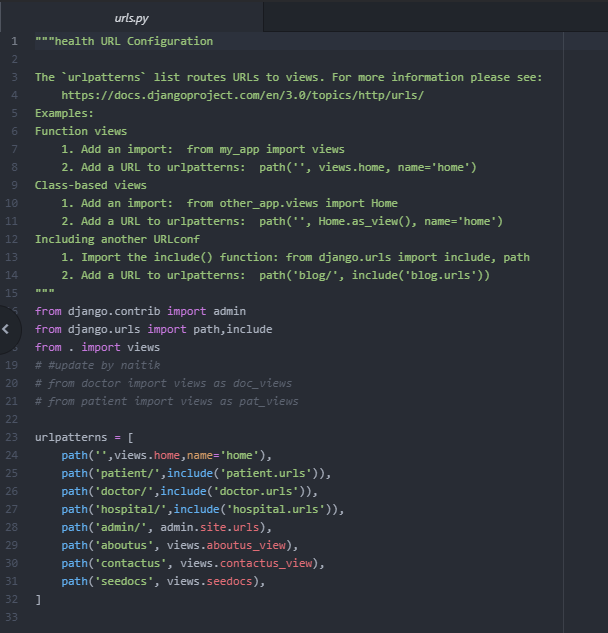 urls.py
1 """health URL Configuration
2
3 The `urlpatterns` list routes URLs to views. For more information please see:
4     https://docs.djangoproject.com/en/3.0/topics/http/urls/
5 Examples:
6 Function views
7     1. Add an import:  from my_app import views
8     2. Add a URL to urlpatterns:  path('', views.home, name='home')
9 Class-based views
10     1. Add an import:  from other_app.views import Home
11     2. Add a URL to urlpatterns:  path('', Home.as_view(), name='home')
12 Including another URLconf
13     1. Import the include() function: from django.urls import include, path
14     2. Add a URL to urlpatterns:  path('blog/', include('blog.urls'))
15 """
from django.contrib import admin
from django.urls import path,include
from . import views
19 # #update by naitik
20 # from doctor import views as doc_views
21 # from patient import views as pat_views
22
23 urlpatterns = [
24     path('',views.home,name='home'),
25     path('patient/',include('patient.urls')),
26     path('doctor/',include('doctor.urls')),
27     path('hospital/',include('hospital.urls')),
28     path('admin/', admin.site.urls),
29     path('aboutus', views.aboutus_view),
30     path('contactus', views.contactus_view),
31     path('seedocs', views.seedocs),
32 ]
33